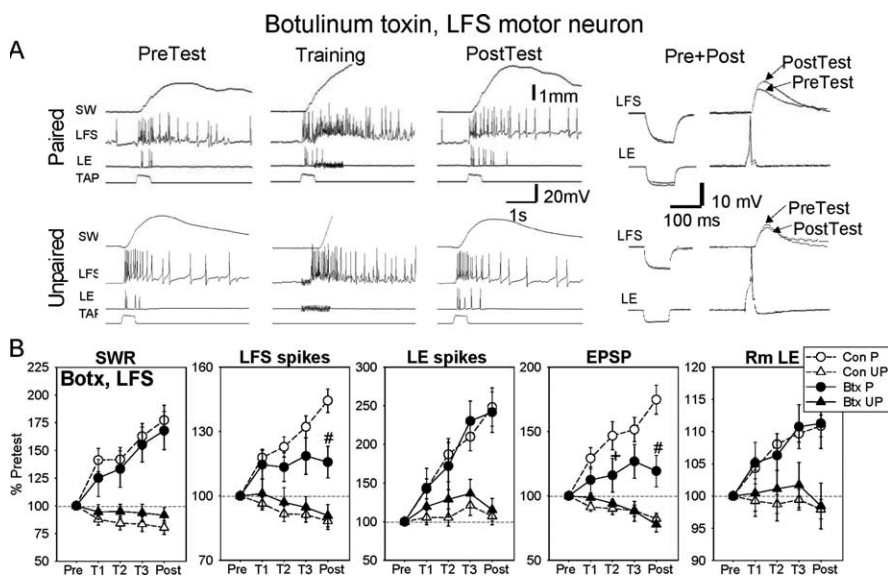 Botulinum toxin, LFS motor neuron
A
PreTest
Training
PostTest
Pre+Post
Paired
SW
LFS
LE
TAP
1mm
20mV
1s
LFS
LE
PostTest
PreTest
10 mV
100 ms
Unpaired
SW
LFS
LE
TAP
LFS
LE
PreTest
PostTest
B
SWR
LFS spikes
LE spikes
EPSP
Rm LE
Botx, LFS
Con P
Con UP
Btx P
Btx UP
% Pretest
225
200
175
150
125
100
75
50
160
130
100
70
#
300
250
200
150
100
50
200
150
100
50
+
#
120
115
110
105
100
95
90
Pre T1 T2 T3 Post
Pre T1 T2 T3 Post
Pre T1 T2 T3 Post
Pre T1 T2 T3 Post
Pre T1 T2 T3 Post